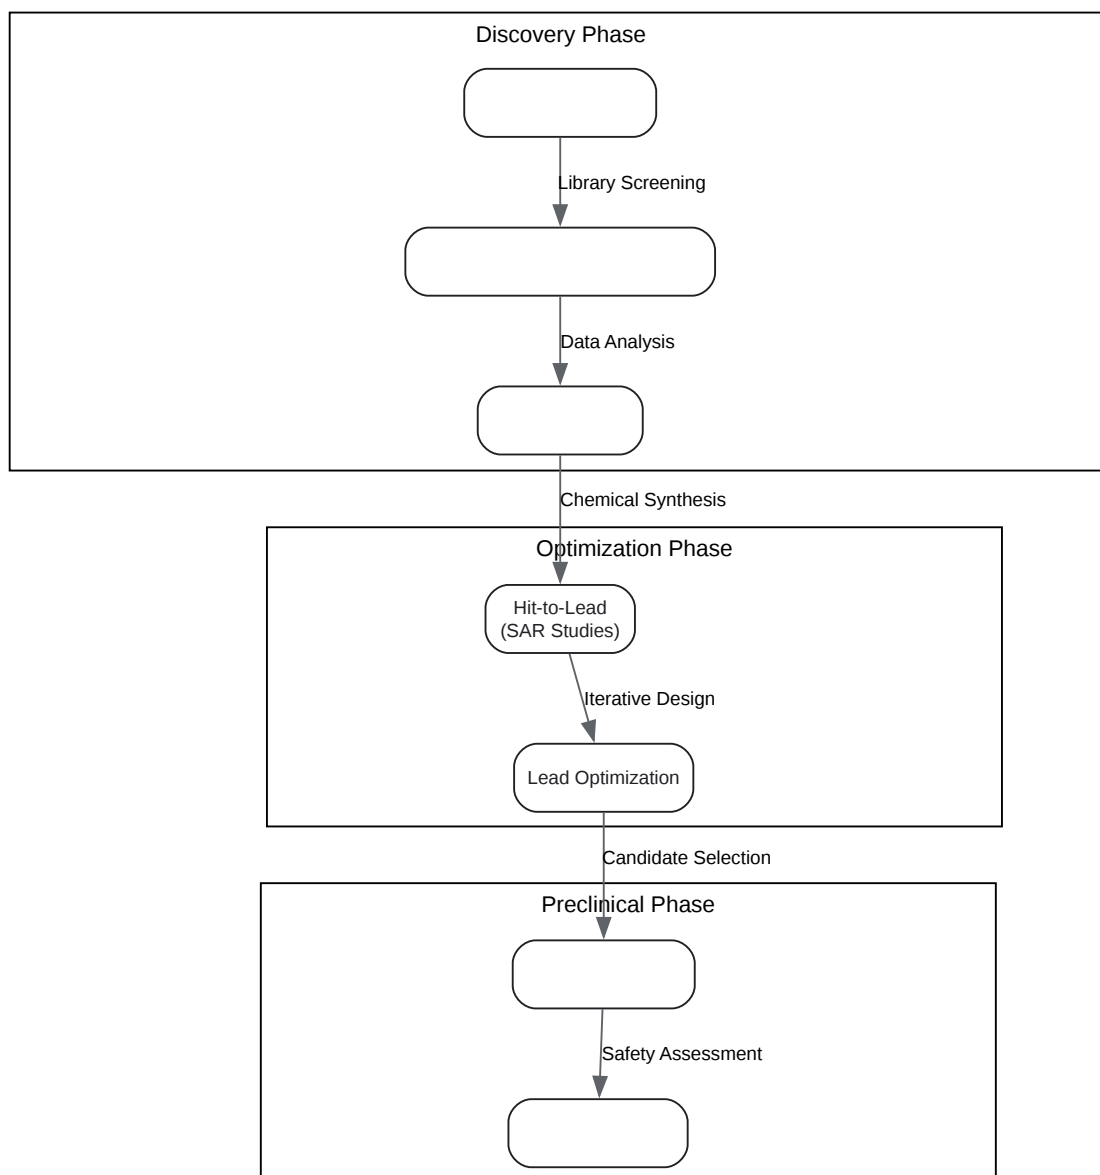 Discovery Phase
Library Screening
Data Analysis
Chemical Synthesis
Optimization Phase
Hit-to-Lead
(SAR Studies)
Iterative Design
Lead Optimization
Candidate Selection
Preclinical Phase
Safety Assessment